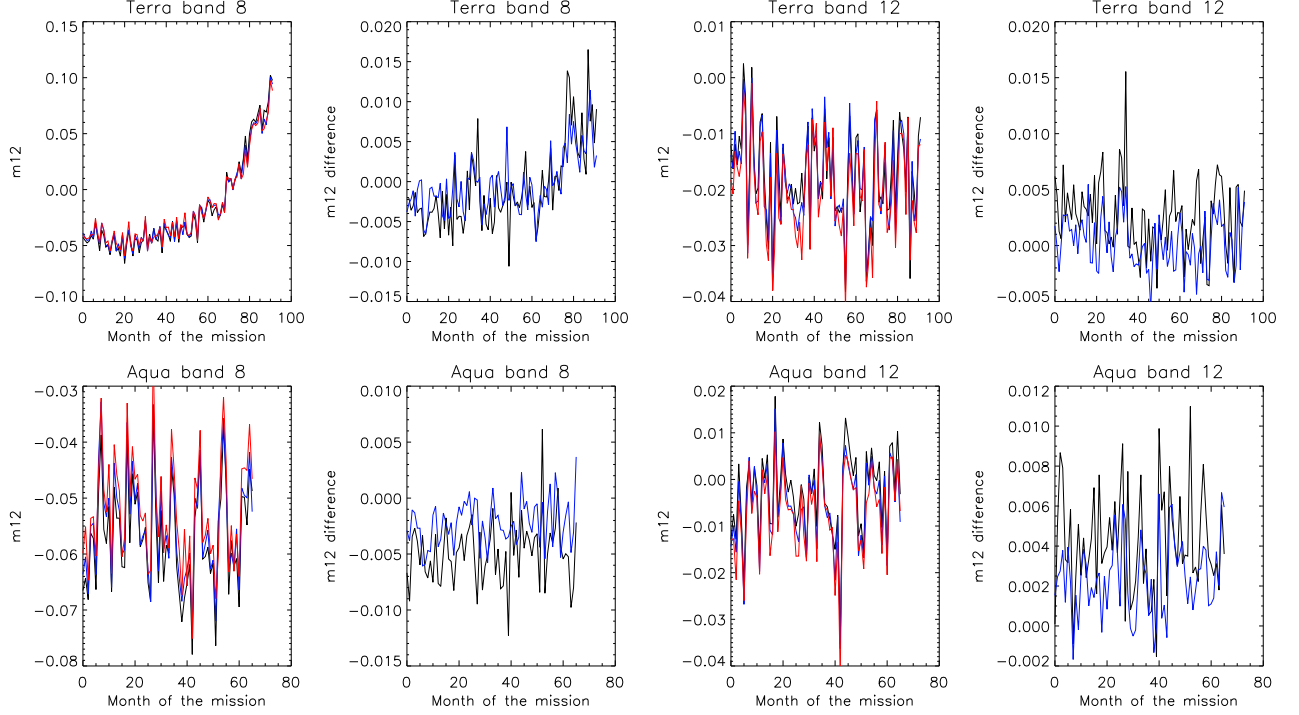 Terra band 8
0.15
0.10
0.05
0.00
−0.05
−0.10
m12
0 20 40 60 80 100
Month of the mission
Terra band 8
0.020
0.015
0.010
0.005
0.000
−0.005
−0.010
−0.015
m12 difference
0 20 40 60 80 100
Month of the mission
Terra band 12
0.01
0.00
−0.01
−0.02
−0.03
−0.04
m12
0 20 40 60 80 100
Month of the mission
Terra band 12
0.020
0.015
0.010
0.005
0.000
−0.005
m12 difference
0 20 40 60 80 100
Month of the mission
Aqua band 8
−0.03
−0.04
−0.05
−0.06
−0.07
−0.08
m12
0 20 40 60 80
Month of the mission
Aqua band 8
0.010
0.005
0.000
−0.005
−0.010
−0.015
m12 difference
0 20 40 60 80
Month of the mission
Aqua band 12
0.02
0.01
0.00
−0.01
−0.02
−0.03
−0.04
m12
0 20 40 60 80
Month of the mission
Aqua band 12
0.012
0.010
0.008
0.006
0.004
0.002
0.000
−0.002
m12 difference
0 20 40 60 80
Month of the mission